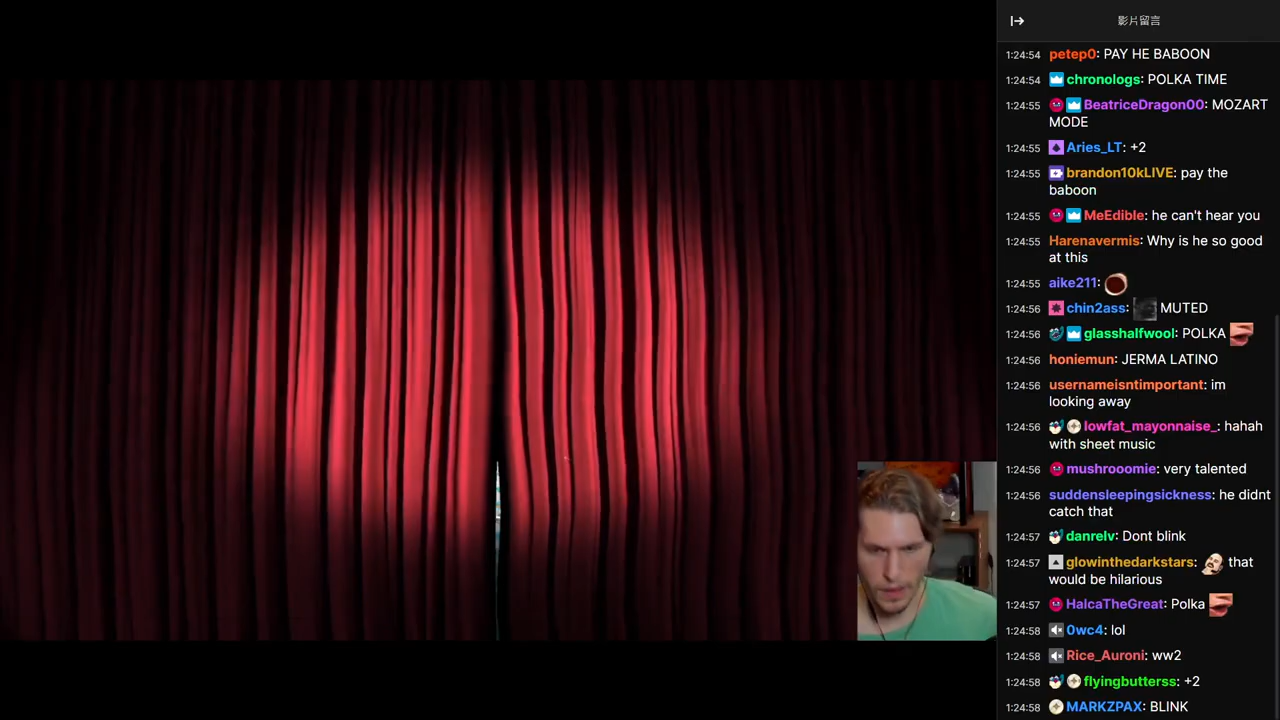 影片留言
1:24:54 petep0: PAY HE BABOON
1:24:54 chronologs: POLKA TIME
1:24:55 BeatriceDragon00: MOZART
MODE
1:24:55 Aries_LT: +2
1:24:55 brandon10kLIVE: pay the
baboon
1:24:55 MeEdible: he can't hear you
1:24:55 Harenavermis: Why is he so good
at this
1:24:55 aike211:
1:24:56 chin2ass: MUTED
1:24:56 glasshalfwool: POLKA
1:24:56 honiemun: JERMA LATINO
1:24:56 usernameisntimportant: im
looking away
1:24:56 lowfat_mayonnaise_: hahah
with sheet music
1:24:56 mushrooomie: very talented
1:24:56 suddensleepingsickness: he didnt
catch that
1:24:57 danrelv: Dont blink
1:24:57 glowinthedarkstars: that
would be hilarious
1:24:57 HalcaTheGreat: Polka
1:24:58 0wc4: lol
1:24:58 Rice_Auroni: ww2
1:24:58 flyingbutterss: +2
1:24:58 MARKZPAX: BLINK